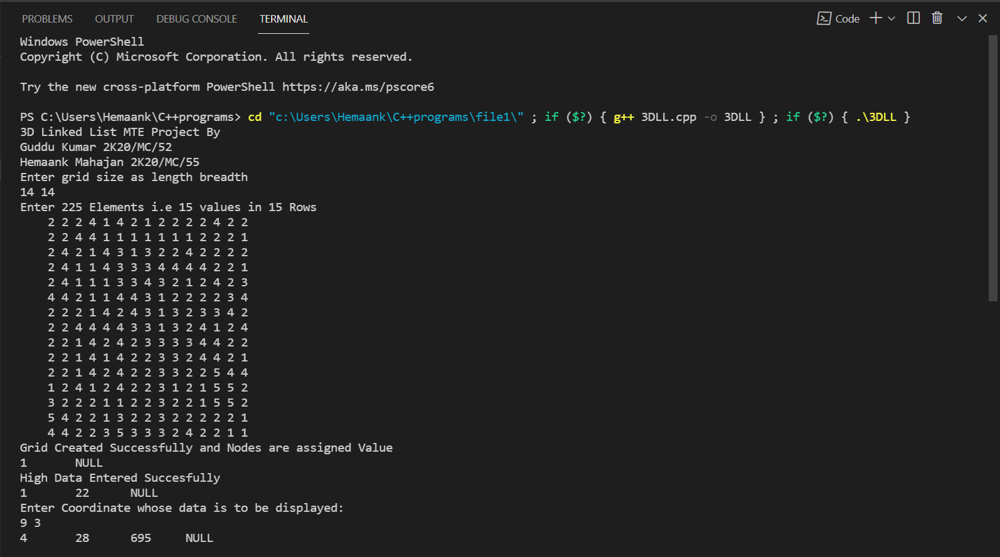 PROBLEMS OUTPUT DEBUG CONSOLE TERMINAL Code
Windows PowerShell
Copyright (C) Microsoft Corporation. All rights reserved.
Try the new cross-platform PowerShell https://aka.ms/pscore6
PS C:\Users\Hemaank\C++programs> cd "c:\Users\Hemaank\C++programs\file1\" ; if ($?) { g++ 3DLL.cpp -o 3DLL } ; if ($?) { .\3DLL }
3D Linked List MTE Project By
Guddu Kumar 2K20/MC/52
Hemaank Mahajan 2K20/MC/55
Enter grid size as length breadth
14 14
Enter 225 Elements i.e 15 values in 15 Rows
2 2 2 4 1 4 2 1 2 2 2 2 4 2 2
2 2 4 4 1 1 1 1 1 1 1 2 2 2 1
2 4 2 1 4 3 1 3 2 2 4 2 2 2 2
2 4 1 1 4 3 3 3 4 4 4 4 2 2 1
2 4 1 1 1 3 3 4 3 2 1 2 4 2 3
4 4 2 1 1 4 4 3 1 2 2 2 2 3 4
2 2 2 1 4 2 4 3 1 3 2 3 3 4 2
2 2 4 4 4 4 3 3 1 3 2 4 1 2 4
2 2 1 4 2 4 2 3 3 3 3 4 4 2 2
2 2 1 4 1 4 2 2 3 3 2 4 4 2 1
2 2 1 4 2 4 2 2 3 3 2 2 5 4 4
1 2 4 1 2 4 2 2 3 1 2 1 5 5 2
3 2 2 2 1 1 2 2 3 2 2 1 5 5 2
5 4 2 2 1 3 2 2 3 2 2 2 2 2 1
4 4 2 2 3 5 3 3 3 2 4 2 2 1 1
Grid Created Successfully and Nodes are assigned Value
1 NULL
High Data Entered Succesfully
1 22 NULL
Enter Coordinate whose data is to be displayed:
9 3
4 28 695 NULL